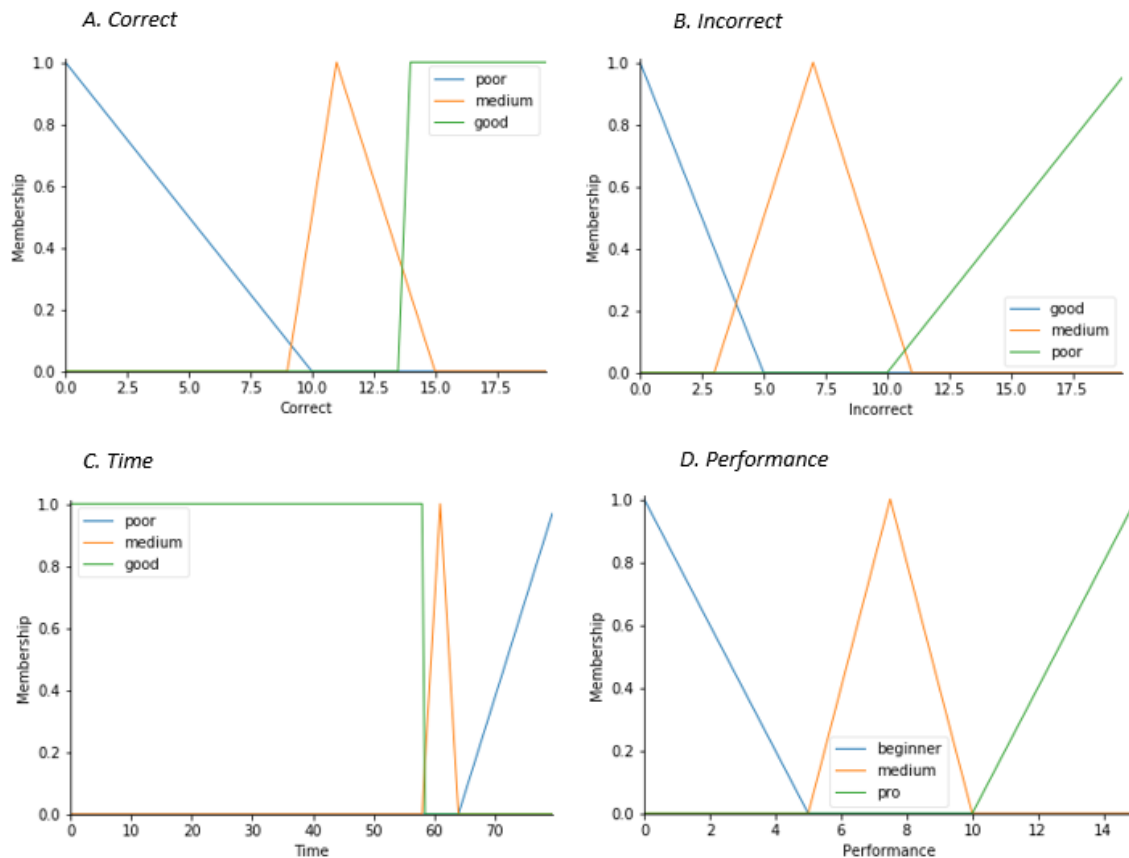 A. Correct
1.0
0.8
0.6
0.4
0.2
0.0
Membership
poor
medium
good
0.0 2.5 5.0 7.5 10.0 12.5 15.0 17.5
Correct
B. Incorrect
1.0
0.8
0.6
0.4
0.2
0.0
Membership
good
medium
poor
0.0 2.5 5.0 7.5 10.0 12.5 15.0 17.5
Incorrect
C. Time
1.0
0.8
0.6
0.4
0.2
0.0
Membership
poor
medium
good
0 10 20 30 40 50 60 70
Time
D. Performance
1.0
0.8
0.6
0.4
0.2
0.0
Membership
beginner
medium
pro
0 2 4 6 8 10 12 14
Performance